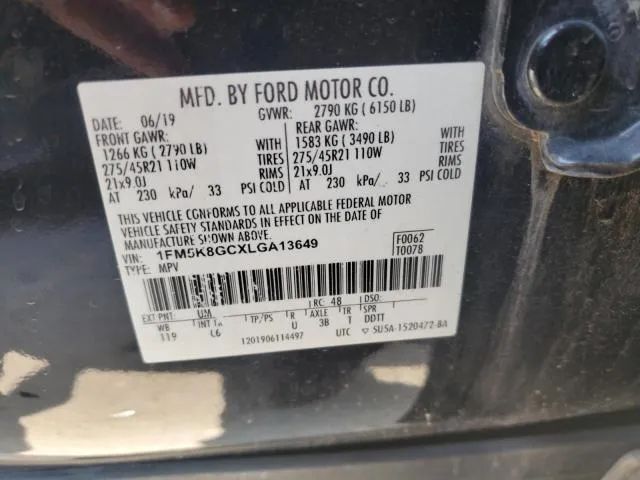 MFD. BY FORD MOTOR CO.
DATE: 06/19 GVWR: 2790 KG ( 6150 LB)
FRONT GAWR: REAR GAWR:
1266 KG ( 2790 LB) WITH 1583 KG ( 3490 LB) WITH
275/45R21 110W TIRES 275/45R21 110W TIRES
21x9.0J RIMS 21x9.0J RIMS
AT 230 kPa/ 33 PSI COLD AT 230 kPa/ 33 PSI COLD
THIS VEHICLE CONFORMS TO ALL APPLICABLE FEDERAL MOTOR
VEHICLE SAFETY STANDARDS IN EFFECT ON THE DATE OF
MANUFACTURE SHOWN ABOVE.
VIN: 1FM5K8GCXLGA13649 F0062
TYPE: MPV T007B
EXT PNT: UM RC: 48 DSO:
WB INT TR TP/PS R AXLE TR SPR
119 C6 U 3B T DDTT
1201906114497 UTC 5U5A-1520472-BA